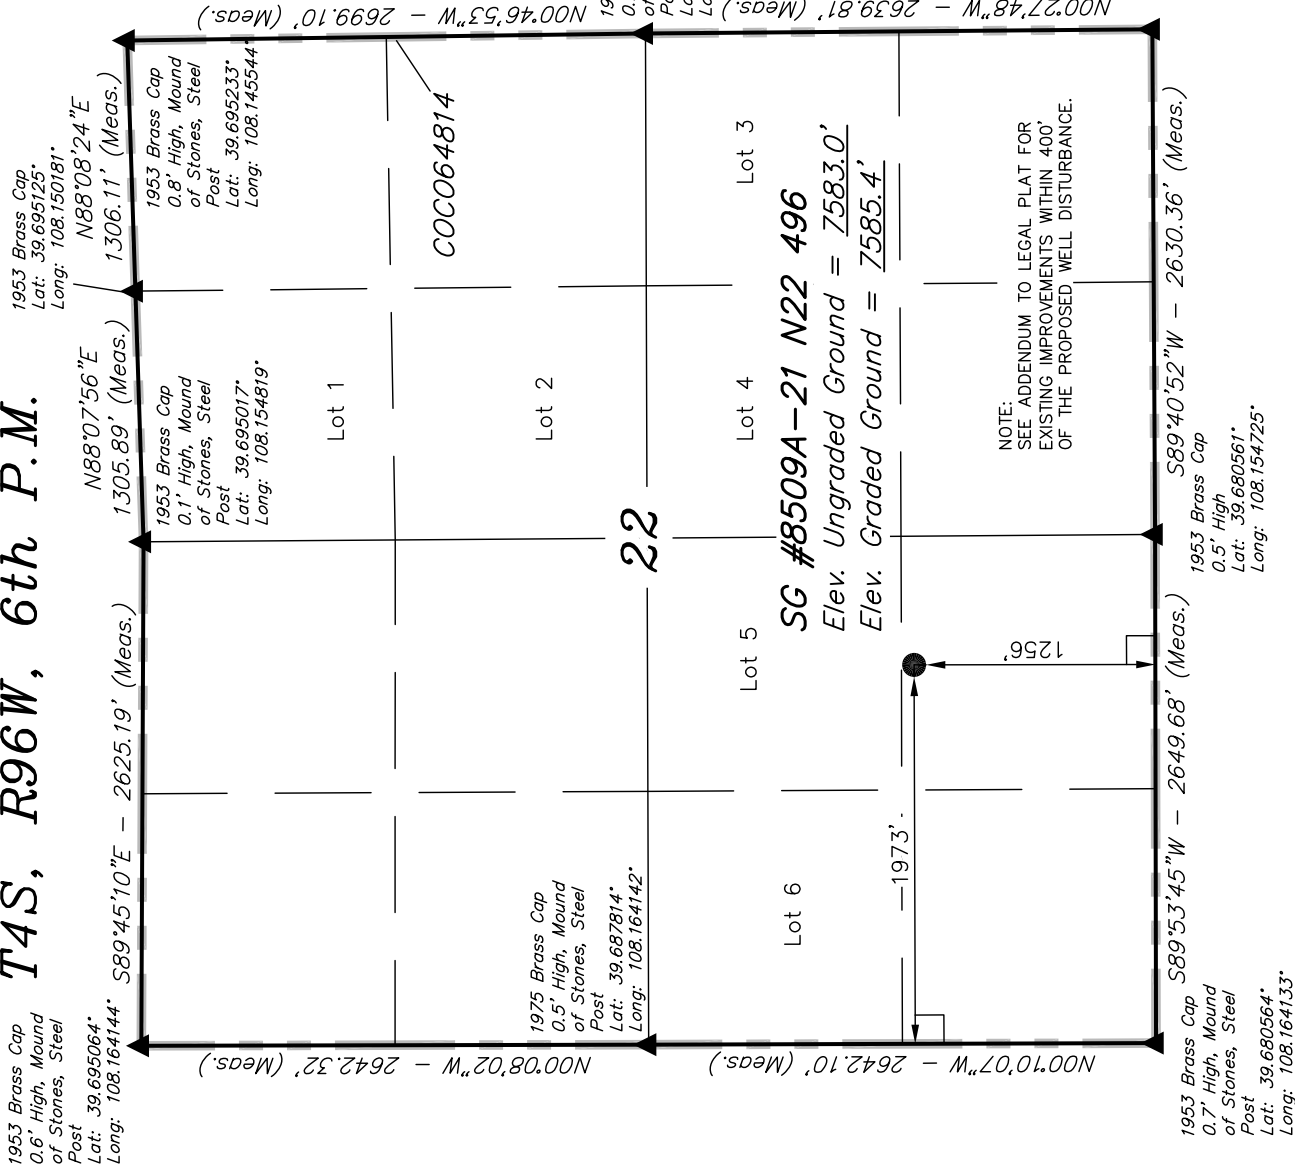 T4S, R96W, 6th P.M.
1953 Brass Cap
0.6' High, Mound
of Stones, Steel
Post
Lat: 39.695064°
Long: 108.164144°
S89°45'10"E - 2625.19' (Meas.)
N88°07'56"E
1305.89' (Meas.)
1953 Brass Cap
Lat: 39.695125°
Long: 108.150181°
N88°08'24"E
1306.11' (Meas.)
1953 Brass Cap
0.1' High, Mound
of Stones, Steel
Post
Lat: 39.695017°
Long: 108.154819°
1953 Brass Cap
0.8' High, Mound
of Stones, Steel
Post
Lat: 39.695233°
Long: 108.145544°
N00°46'53"W - 2699.10' (Meas.)
N00°27'48"W - 2639.81' (Meas.)
COC064814
Lot 1
Lot 2
22
Lot 3
Lot 4
Lot 5
Lot 6
1975 Brass Cap
0.5' High, Mound
of Stones, Steel
Post
Lat: 39.687814°
Long: 108.164142°
N00°08'02"W - 2642.32' (Meas.)
N00°10'07"W - 2642.10' (Meas.)
SG #8509A-21 N22 496
Elev. Ungraded Ground = 7583.0'
Elev. Graded Ground = 7585.4'
1973'
1256'
NOTE:
SEE ADDENDUM TO LEGAL PLAT FOR
EXISTING IMPROVEMENTS WITHIN 400'
OF THE PROPOSED WELL DISTURBANCE.
S89°53'45"W - 2649.68' (Meas.)
S89°40'52"W - 2630.36' (Meas.)
1953 Brass Cap
0.7' High, Mound
of Stones, Steel
Post
Lat: 39.680564°
Long: 108.164133°
1953 Brass Cap
0.5' High
Lat: 39.680561°
Long: 108.154725°